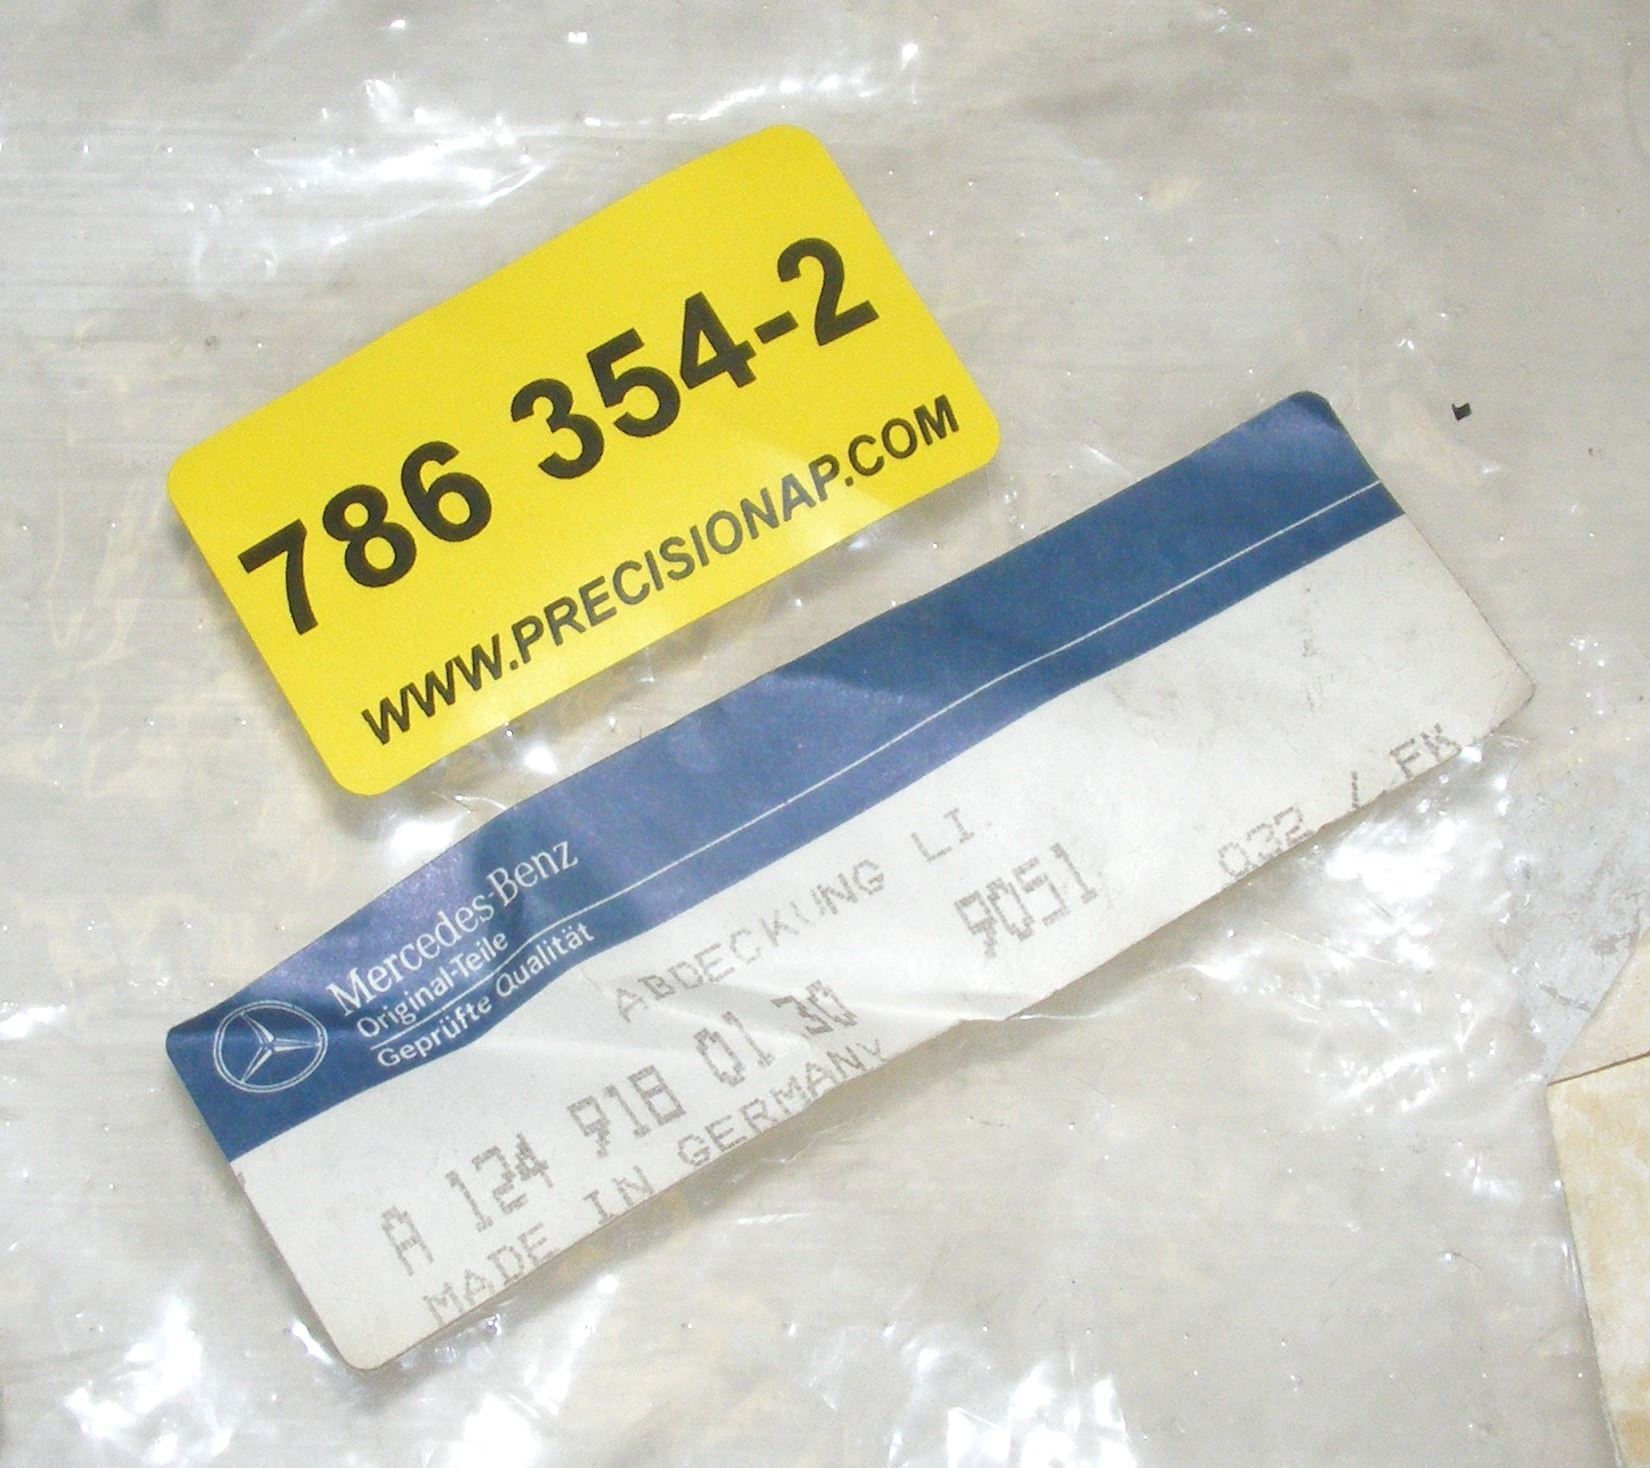 786 354-2
WWW.PRECISIONAP.COM
Mercedes-Benz
Original-Teile
Geprüfte Qualität
ABDECKUNG LI.
A 124 918 01 30 9051
MADE IN GERMANY 032 /